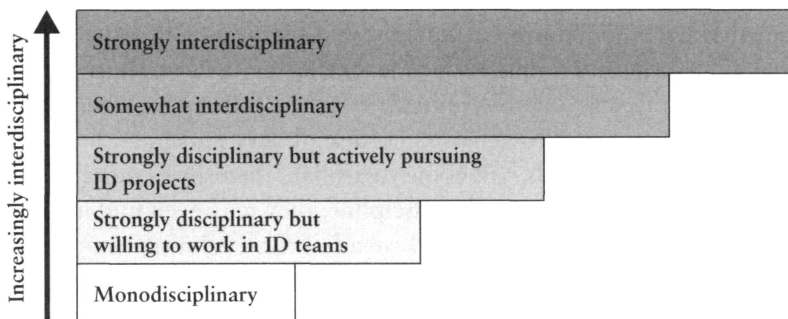 Increasingly interdisciplinary
Strongly interdisciplinary
Somewhat interdisciplinary
Strongly disciplinary but actively pursuing
ID projects
Strongly disciplinary but
willing to work in ID teams
Monodisciplinary